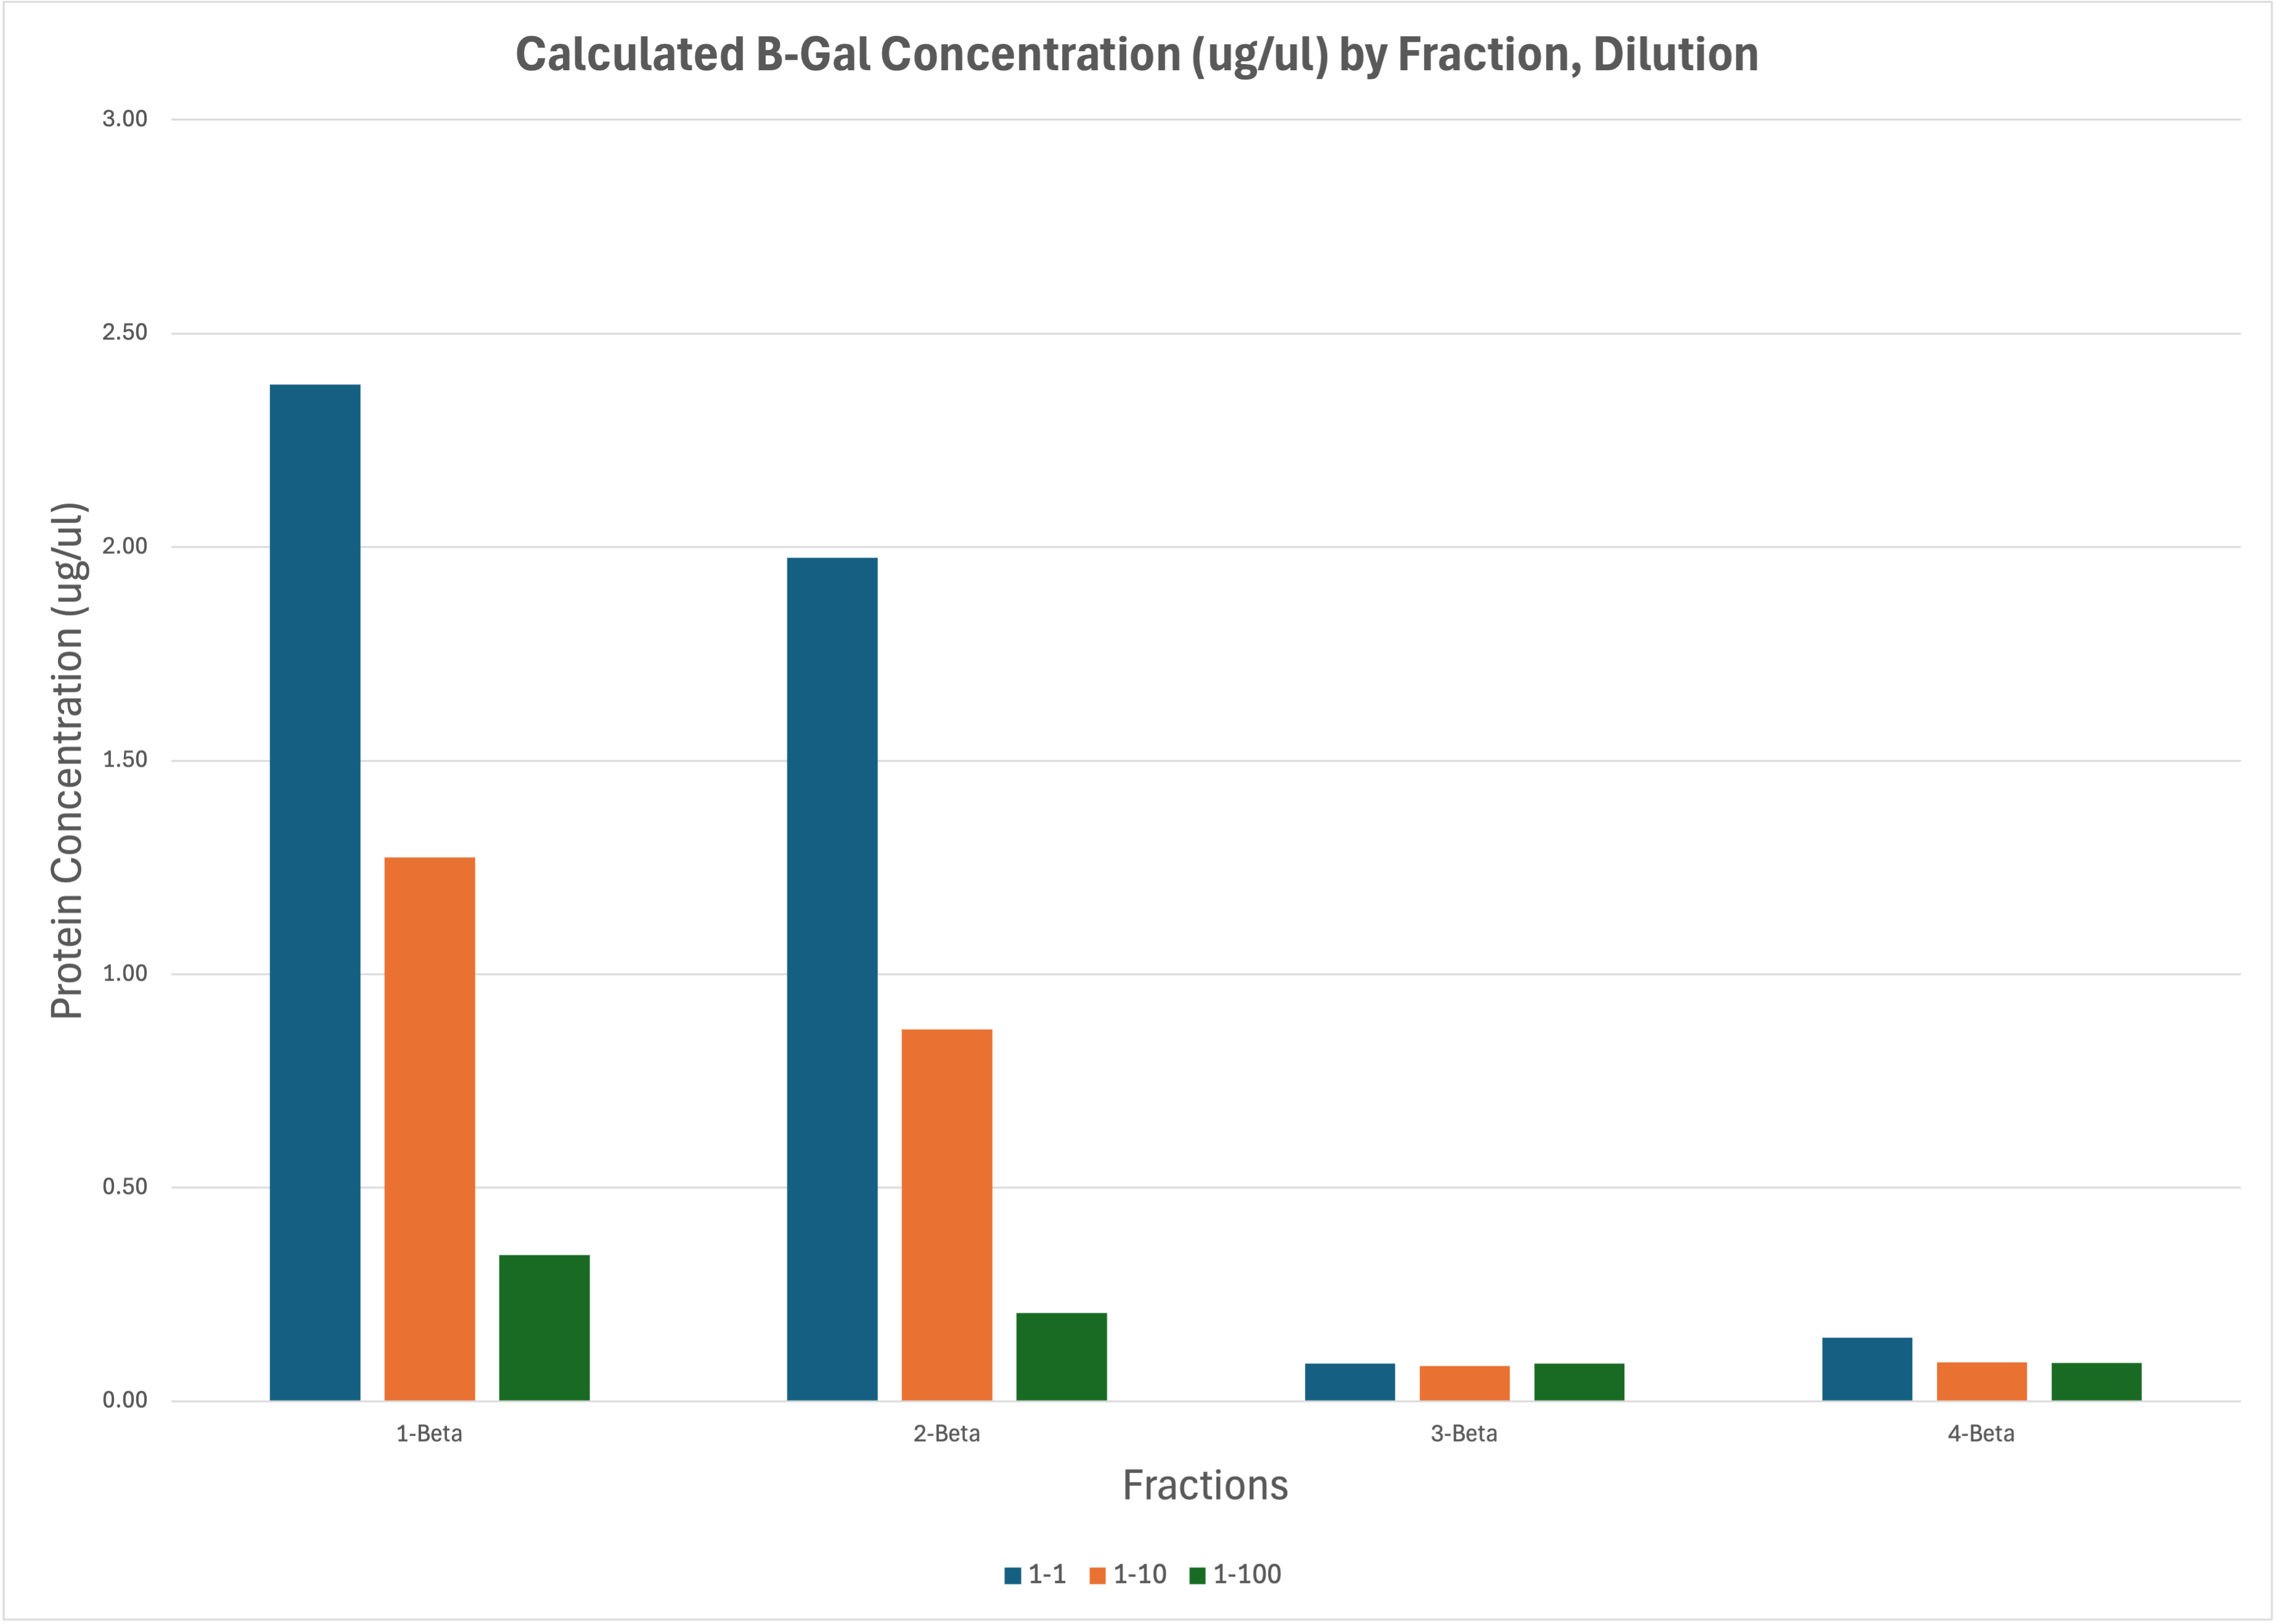 Calculated B-Gal Concentration (ug/ul) by Fraction, Dilution
Protein Concentration (ug/ul)
3.00
2.50
2.00
1.50
1.00
0.50
0.00
1-Beta 2-Beta 3-Beta 4-Beta
Fractions
1-1 1-10 1-100